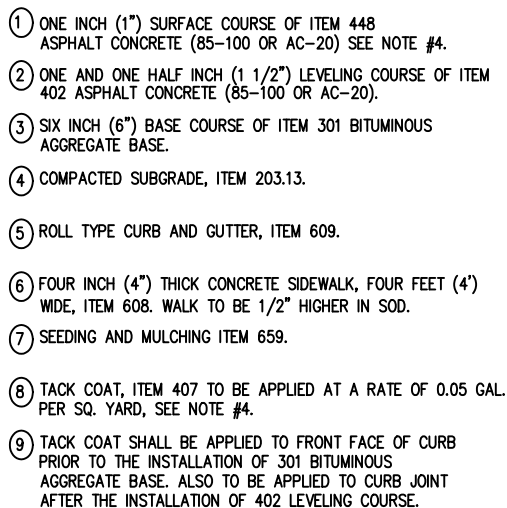 1 ONE INCH (1") SURFACE COURSE OF ITEM 448
ASPHALT CONCRETE (85-100 OR AC-20) SEE NOTE #4.
2 ONE AND ONE HALF INCH (1 1/2") LEVELING COURSE OF ITEM
402 ASPHALT CONCRETE (85-100 OR AC-20).
3 SIX INCH (6") BASE COURSE OF ITEM 301 BITUMINOUS
AGGREGATE BASE.
4 COMPACTED SUBGRADE, ITEM 203.13.
5 ROLL TYPE CURB AND GUTTER, ITEM 609.
6 FOUR INCH (4") THICK CONCRETE SIDEWALK, FOUR FEET (4')
WIDE, ITEM 608. WALK TO BE 1/2" HIGHER IN SOD.
7 SEEDING AND MULCHING ITEM 659.
8 TACK COAT, ITEM 407 TO BE APPLIED AT A RATE OF 0.05 GAL.
PER SQ. YARD, SEE NOTE #4.
9 TACK COAT SHALL BE APPLIED TO FRONT FACE OF CURB
PRIOR TO THE INSTALLATION OF 301 BITUMINOUS
AGGREGATE BASE. ALSO TO BE APPLIED TO CURB JOINT
AFTER THE INSTALLATION OF 402 LEVELING COURSE.